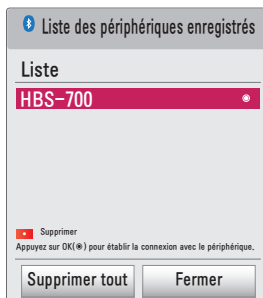 Liste des périphériques enregistrés
Liste
HBS-700
Supprimer
Appuyez sur OK(◉) pour établir la connexion avec le périphérique.
Supprimer tout
Fermer